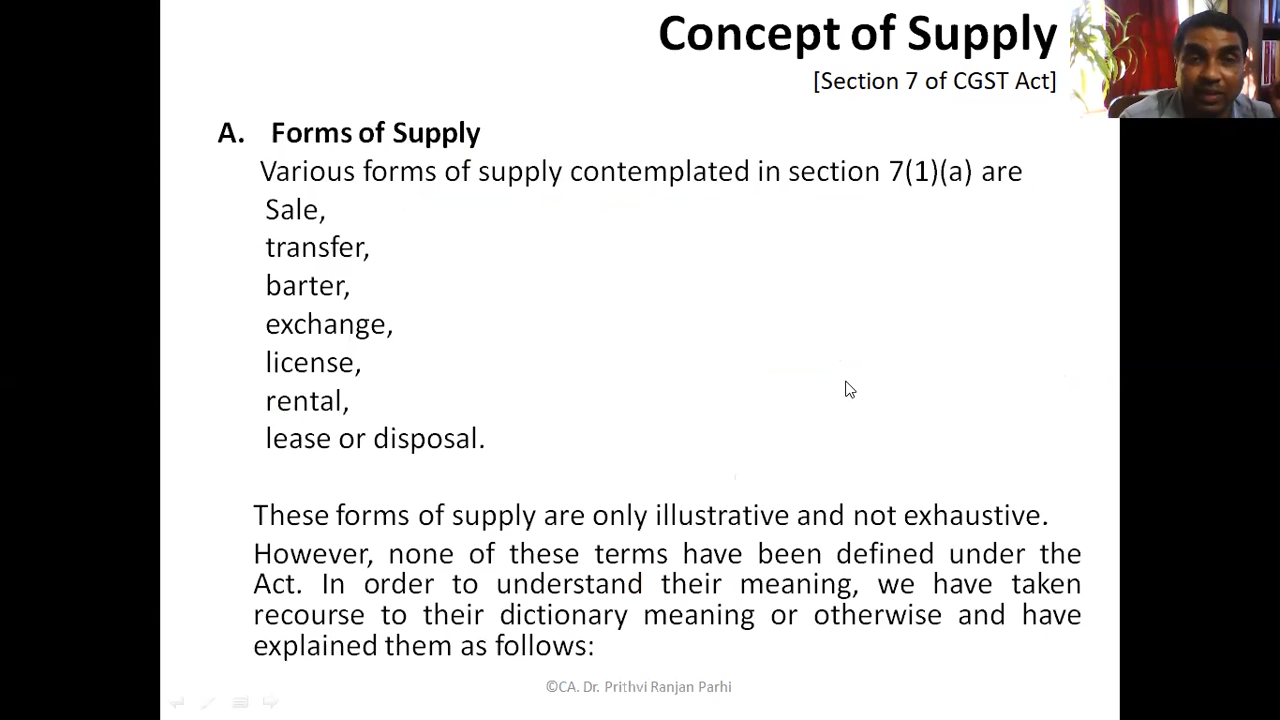 Concept of Supply
[Section 7 of CGST Act]
A. Forms of Supply
Various forms of supply contemplated in section 7(1)(a) are
Sale,
transfer,
barter,
exchange,
license,
rental,
lease or disposal.
These forms of supply are only illustrative and not exhaustive.
However, none of these terms have been defined under the
Act. In order to understand their meaning, we have taken
recourse to their dictionary meaning or otherwise and have
explained them as follows:
©CA. Dr. Prithvi Ranjan Parhi